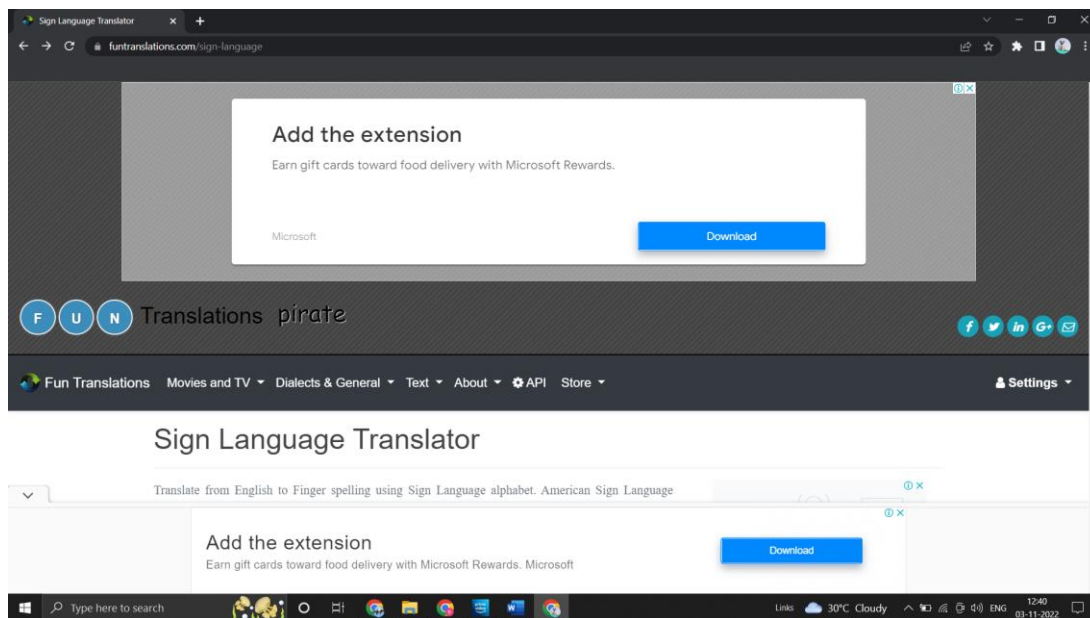 Sign Language Translator
funtranslations.com/sign-language
Add the extension
Earn gift cards toward food delivery with Microsoft Rewards.
Microsoft
Download
F U N Translations pirate
Fun Translations Movies and TV Dialects & General Text About API Store Settings
Sign Language Translator
Translate from English to Finger spelling using Sign Language alphabet. American Sign Language
Add the extension
Earn gift cards toward food delivery with Microsoft Rewards. Microsoft
Download
Type here to search
Links 30°C Cloudy ENG 12:40
03-11-2022